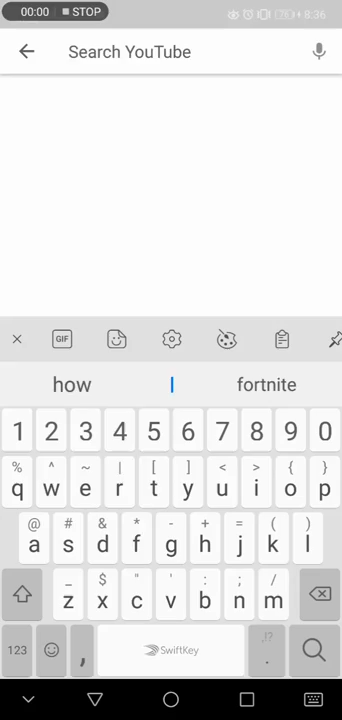 00:00 STOP 8:36
Search YouTube
GIF
how I fortnite
1 2 3 4 5 6 7 8 9 0
% ^ ~ | [ ] < > { }
q w e r t y u i o p
@ # & * - + = ( )
a s d f g h j k l
_ $ " ' : ; /
z x c v b n m
123 , SwiftKey ,!? .